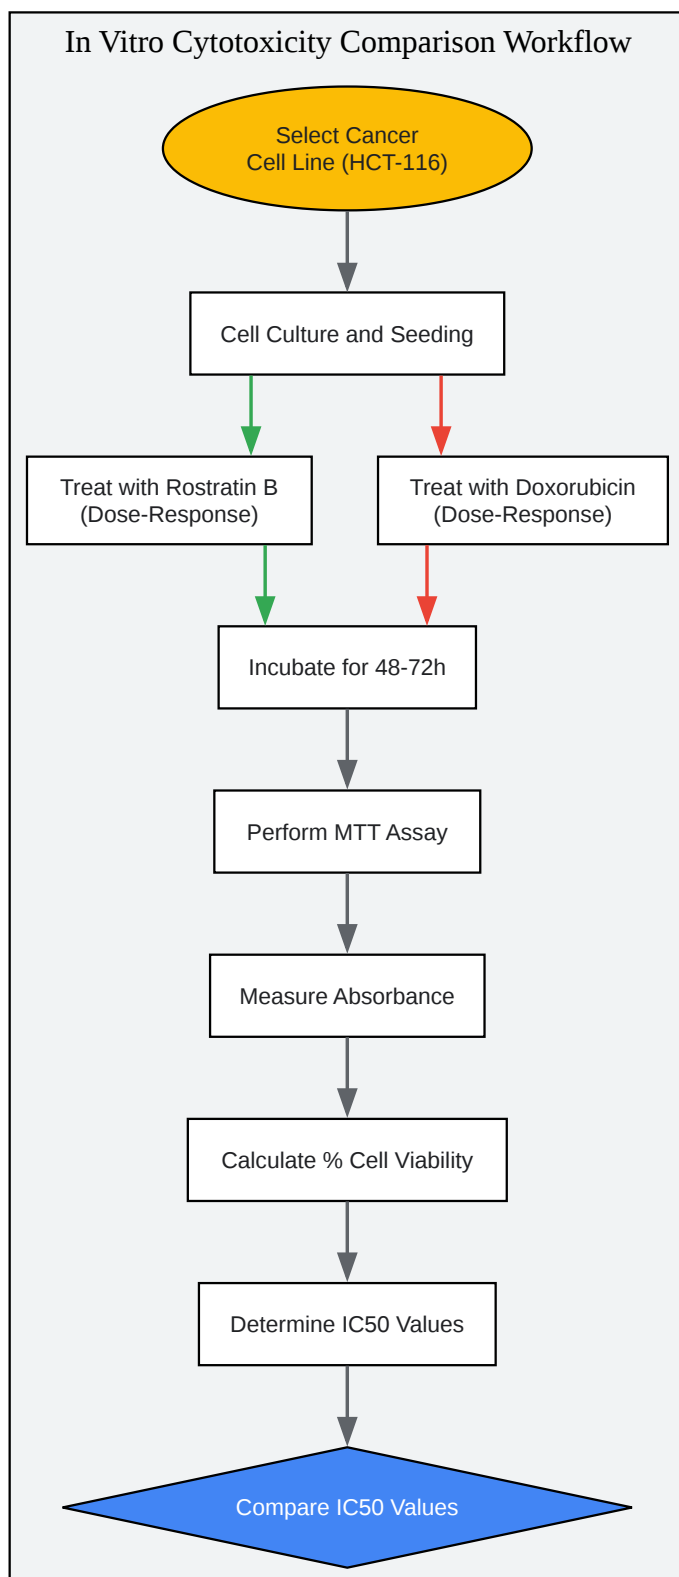 In Vitro Cytotoxicity Comparison Workflow
Select Cancer
Cell Line (HCT-116)
Cell Culture and Seeding
Treat with Rostratin B
(Dose-Response)
Treat with Doxorubicin
(Dose-Response)
Incubate for 48-72h
Perform MTT Assay
Measure Absorbance
Calculate % Cell Viability
Determine IC50 Values
Compare IC50 Values